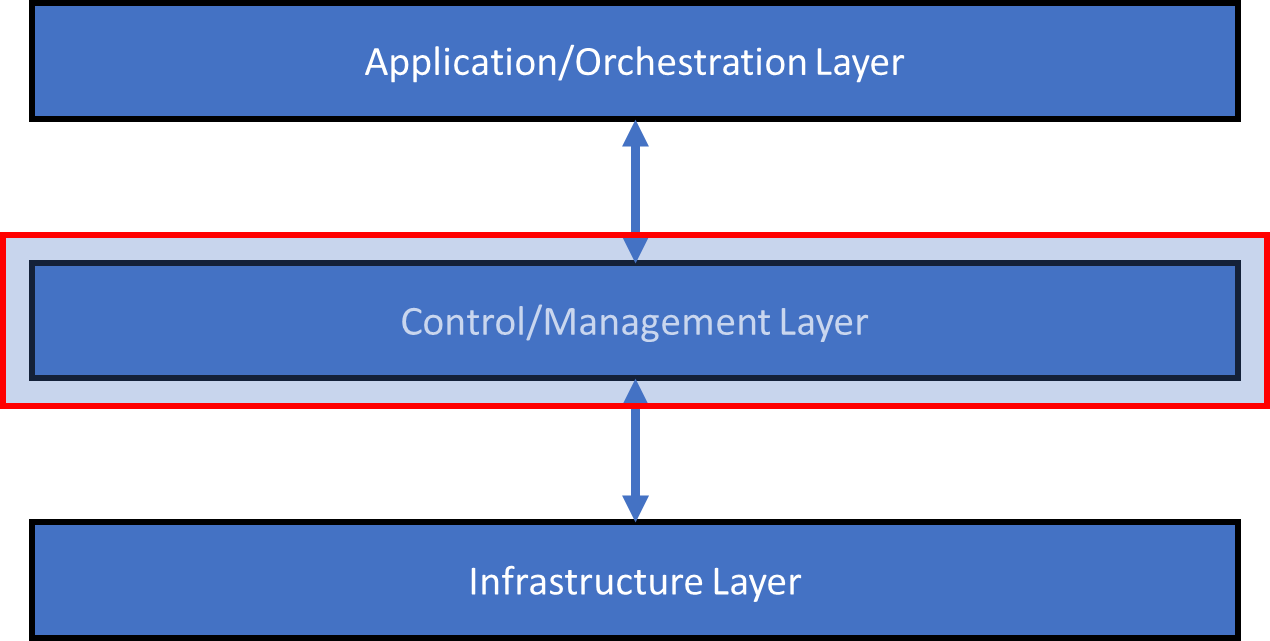 Application/Orchestration Layer
Control/Management Layer
Infrastructure Layer